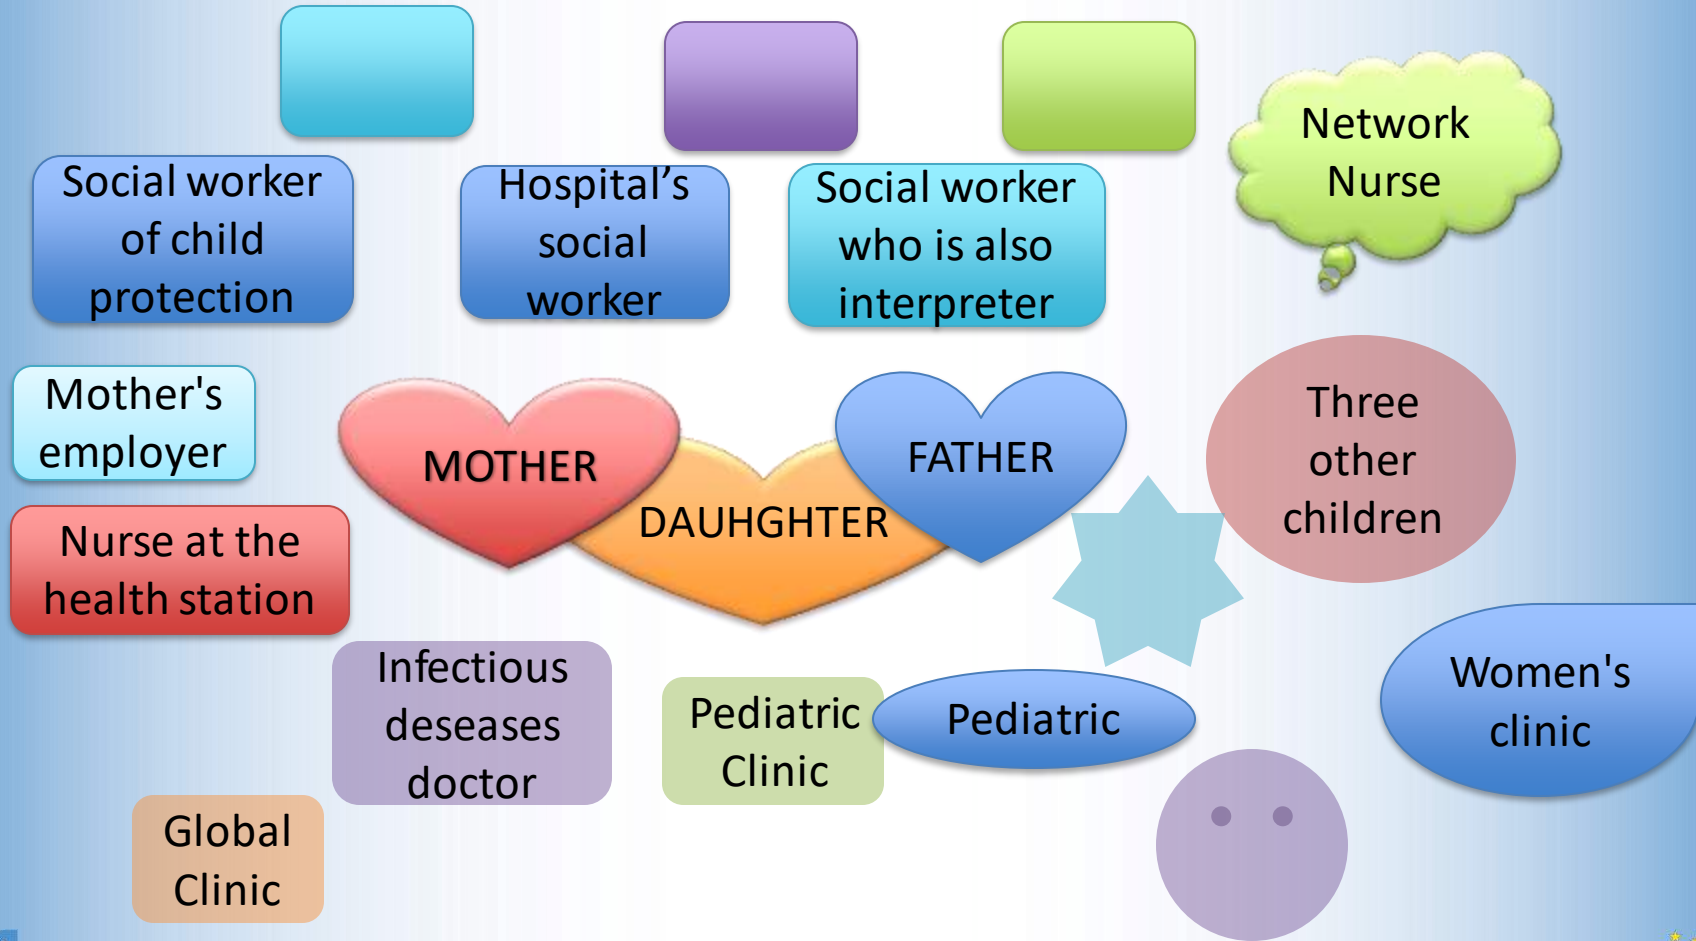 Network
Nurse
Social worker
of child
protection
Hospital’s
social
worker
Social worker
who is also
interpreter
Mother's
employer
MOTHER
DAUHGHTER
FATHER
Three
other
children
Nurse at the
health station
Infectious
deseases
doctor
Pediatric
Clinic
Pediatric
Women's
clinic
Global
Clinic